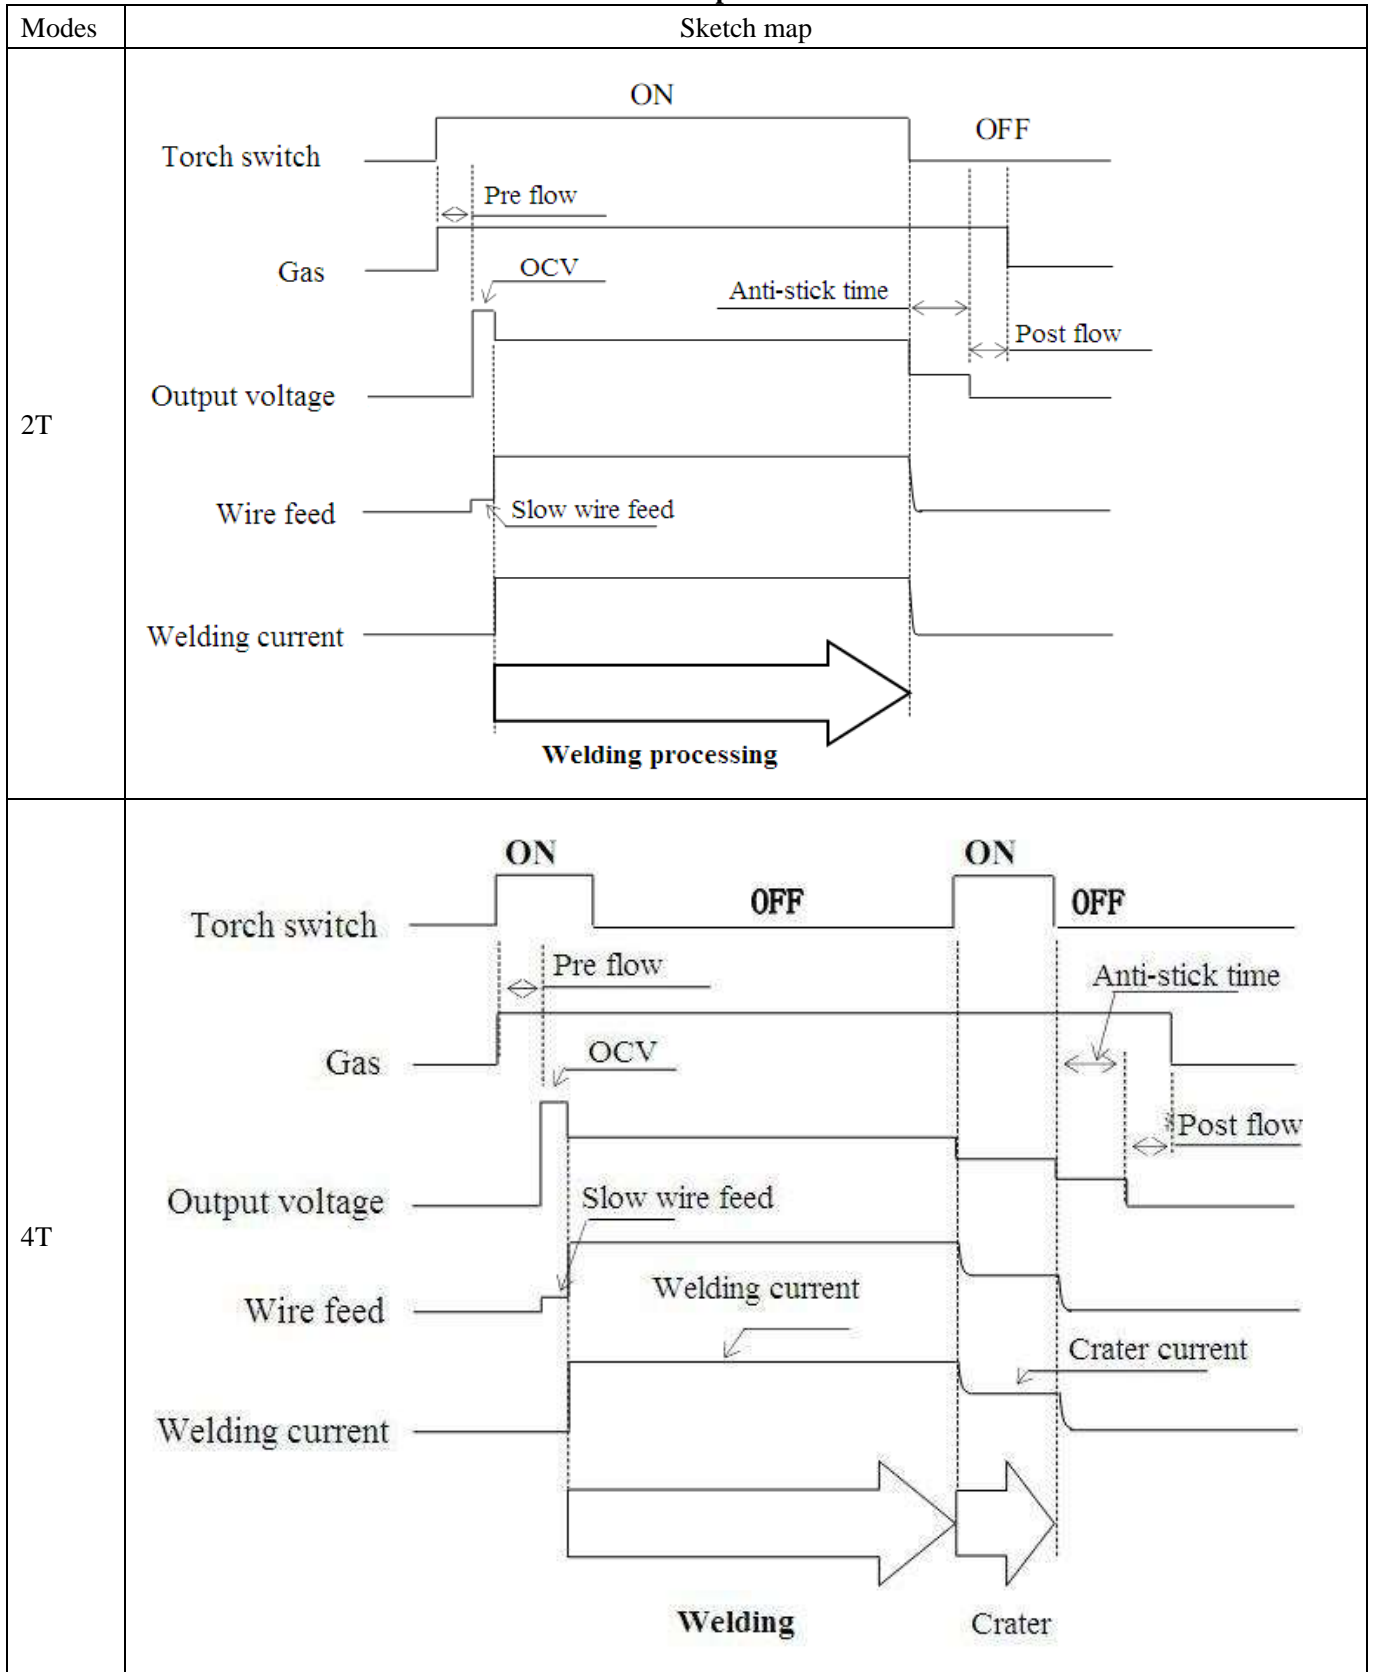 Modes Sketch map
2T
ON
OFF
Torch switch
Pre flow
Gas
OCV
Anti-stick time
Post flow
Output voltage
Wire feed
Slow wire feed
Welding current
Welding processing
4T
ON ON
OFF OFF
Torch switch
Pre flow
Anti-stick time
Gas
OCV
Post flow
Output voltage
Slow wire feed
Wire feed
Welding current
Crater current
Welding current
Welding Crater